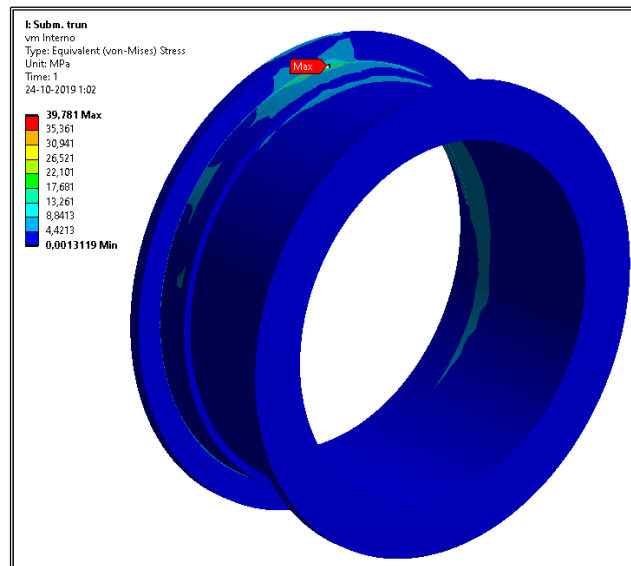 I: Subm. trun
vm Interno
Type: Equivalent (von-Mises) Stress
Unit: MPa
Time: 1
24-10-2019 1:02
39,781 Max
35,361
30,941
26,521
22,101
17,681
13,261
8,8413
4,4213
0,0013119 Min
Max